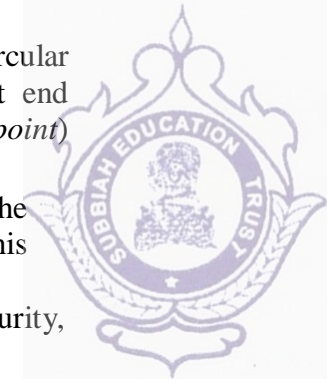 rcular
t end
point)
SUBBIAH EDUCATION TRUST
he
his
urity,